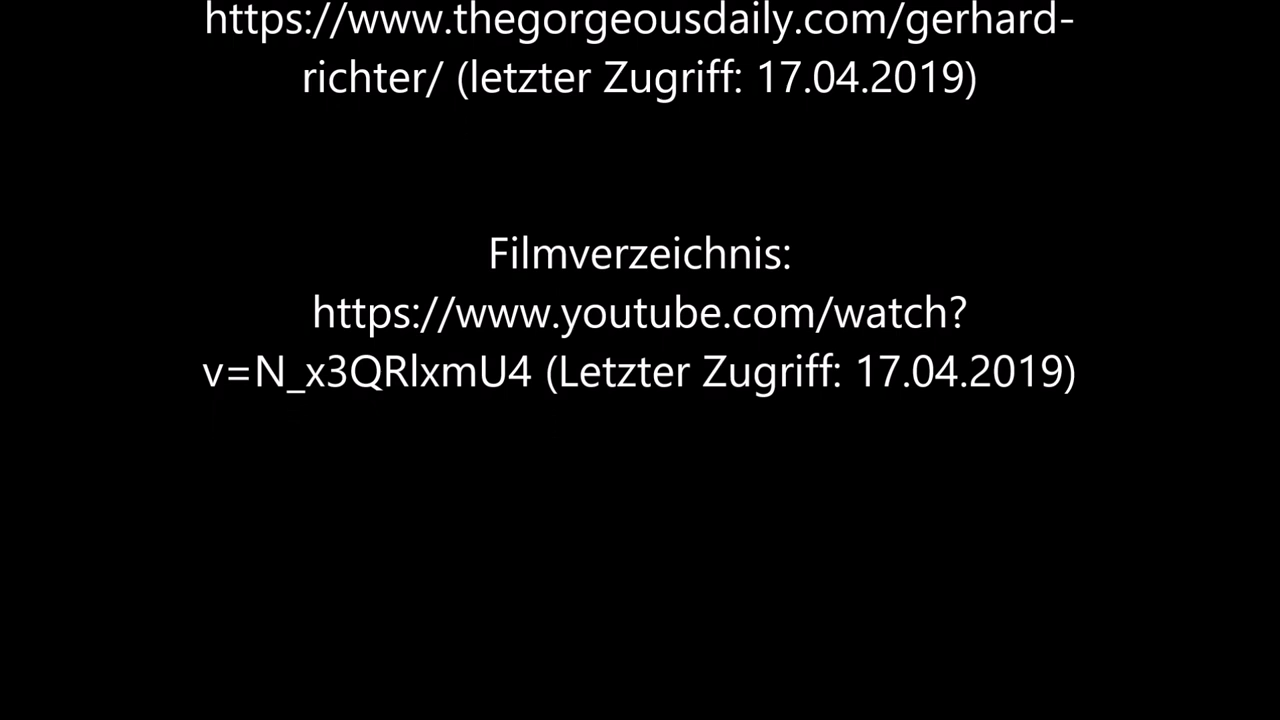 https://www.thegorgeousdaily.com/gerhard-
richter/ (letzter Zugriff: 17.04.2019)
Filmverzeichnis:
https://www.youtube.com/watch?
v=N_x3QRlxmU4 (Letzter Zugriff: 17.04.2019)